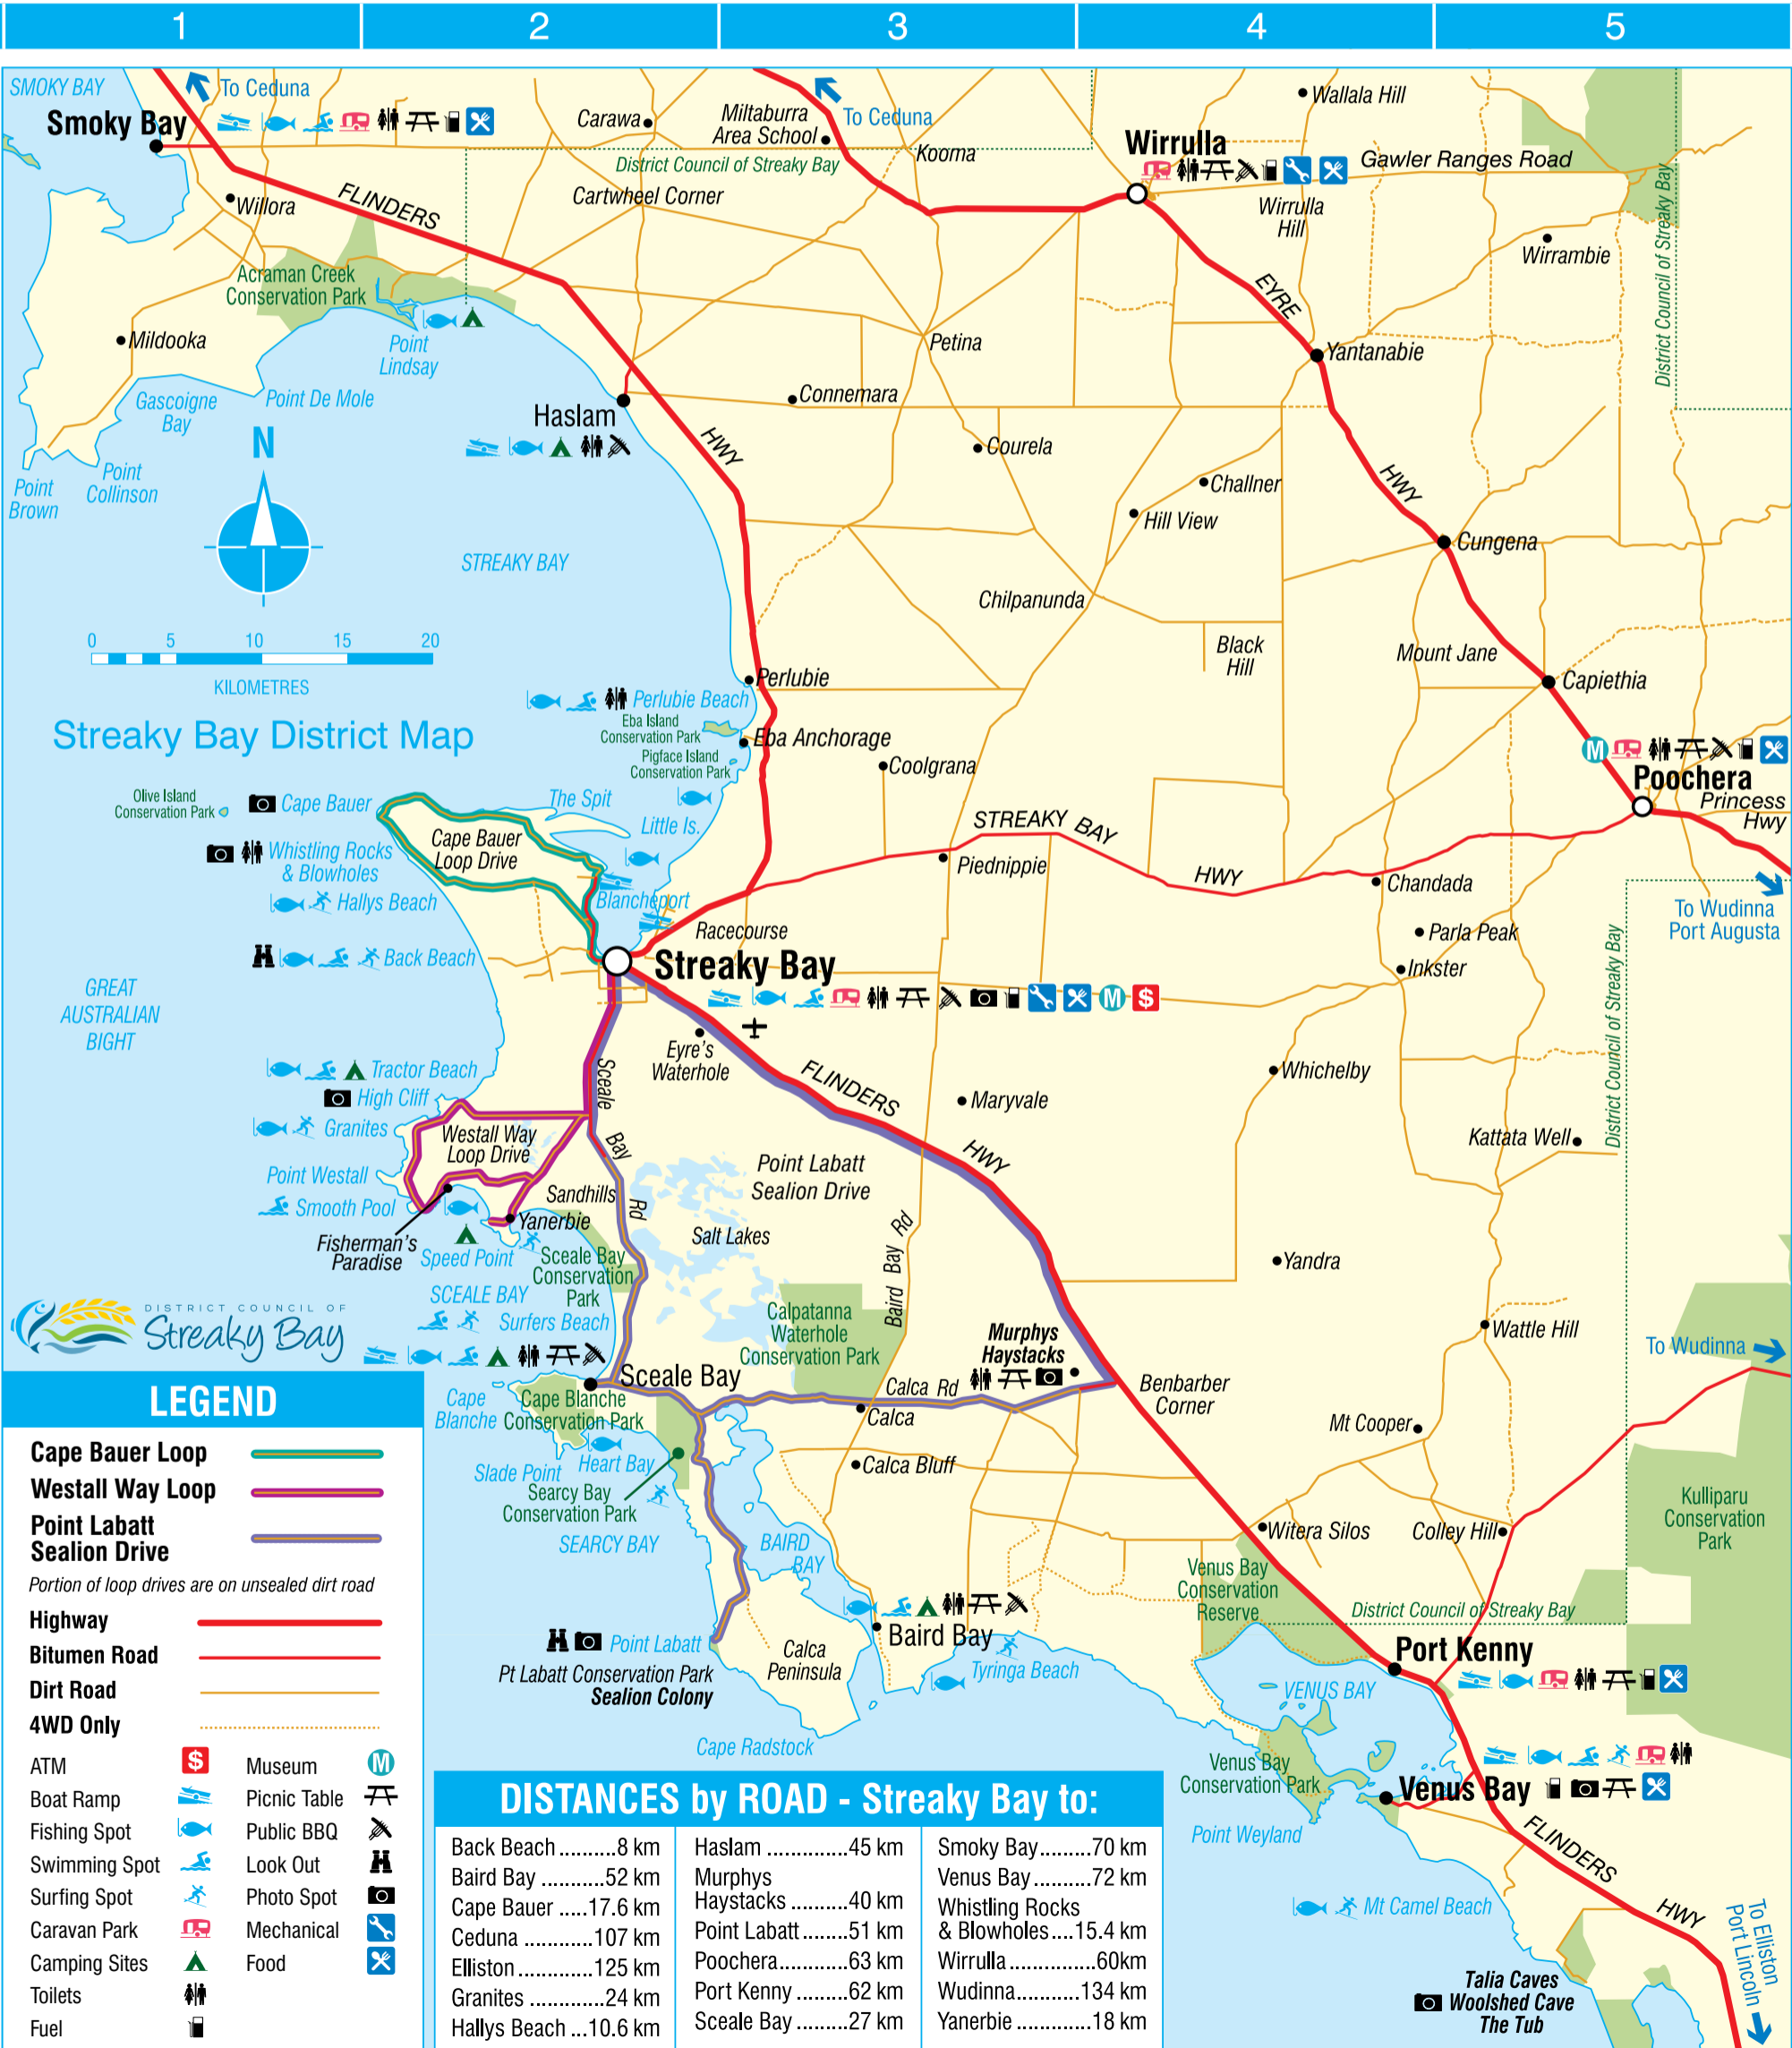 1 2 3 4 5
SMOKY BAY
To Ceduna
Smoky Bay
Carawa
Miltaburra
Area School
To Ceduna
Koorna
District Council of Streaky Bay
Wallala Hill
Wirrulla
Gawler Ranges Road
Wirrulla
Hill
Wirrambie
District Council of Streaky Bay
Willora
FLINDERS
Cartwheel Corner
Acraman Creek
Conservation Park
EYRE
Mildooka
Point
Lindsay
Petina
Yantanabie
Gascoigne
Bay
Point De Mole
Haslam
Connemara
N
HWY
Courela
HWY
Point
Brown
Point
Collinson
Challner
Hill View
STREAKY BAY
Cungena
Chilpanunda
0 5 10 15 20
KILOMETRES
Black
Hill
Mount Jane
Perlubie
Perlubie Beach
Capiethia
Streaky Bay District Map
Eba Island
Conservation Park
Eba Anchorage
Pigface Island
Conservation Park
Coolgrana
M
Poochera
Princess
Hwy
Olive Island
Conservation Park
Cape Bauer
The Spit
Little Is.
Cape Bauer
Loop Drive
STREAKY BAY
HWY
Piednippie
Whistling Rocks
& Blowholes
Chandada
To Wudinna
Port Augusta
Hallys Beach
Blancheport
Racecourse
Parla Peak
Back Beach
Streaky Bay
Inkster
M $
GREAT
AUSTRALIAN
BIGHT
District Council of Streaky Bay
Eyre's
Waterhole
Tractor Beach
High Cliff
Sceale
Bay
Rd
FLINDERS
HWY
Maryvale
Whichelby
Granites
Westall Way
Loop Drive
Kattata Well
Point Westall
Smooth Pool
Sandhills
Point Labatt
Sealion Drive
Yanerbie
Fisherman's
Paradise
Speed Point
Salt Lakes
Baird Bay Rd
Sceale Bay
Conservation
Park
Yandra
SCEALE BAY
DISTRICT COUNCIL OF
Streaky Bay
Surfers Beach
Calpatanna
Waterhole
Conservation Park
Murphys
Haystacks
Wattle Hill
To Wudinna
Sceale Bay
Cape
Blanche
Cape Blanche
Conservation Park
Calca Rd
Calca
Benbarber
Corner
Mt Cooper
Heart Bay
Slade Point
Calca Bluff
Searcy Bay
Conservation Park
Kulliparu
Conservation
Park
SEARCY BAY
BAIRD
BAY
Witera Silos
Colley Hill
Venus Bay
Conservation
Reserve
District Council of Streaky Bay
Baird Bay
Point Labatt
Pt Labatt Conservation Park
Sealion Colony
Calca
Peninsula
Tyringa Beach
Port Kenny
VENUS BAY
Cape Radstock
Venus Bay
Conservation Park
Venus Bay
Point Weyland
FLINDERS
HWY
Mt Camel Beach
To Elliston
Port Lincoln
Talia Caves
Woolshed Cave
The Tub
LEGEND
Cape Bauer Loop
Westall Way Loop
Point Labatt
Sealion Drive
Portion of loop drives are on unsealed dirt road
Highway
Bitumen Road
Dirt Road
4WD Only
ATM $
Boat Ramp
Fishing Spot
Swimming Spot
Surfing Spot
Caravan Park
Camping Sites
Toilets
Fuel
Museum M
Picnic Table
Public BBQ
Look Out
Photo Spot
Mechanical
Food
DISTANCES by ROAD - Streaky Bay to:
Back Beach ..........8 km
Baird Bay ...........52 km
Cape Bauer .....17.6 km
Ceduna ............107 km
Elliston .............125 km
Granites .............24 km
Hallys Beach ...10.6 km
Haslam .............45 km
Murphys
Haystacks .........40 km
Point Labatt .......51 km
Poochera..........63 km
Port Kenny .......62 km
Sceale Bay ........27 km
Smoky Bay........70 km
Venus Bay .........72 km
Whistling Rocks
& Blowholes....15.4 km
Wirrulla ..............60km
Wudinna..........134 km
Yanerbie ............18 km